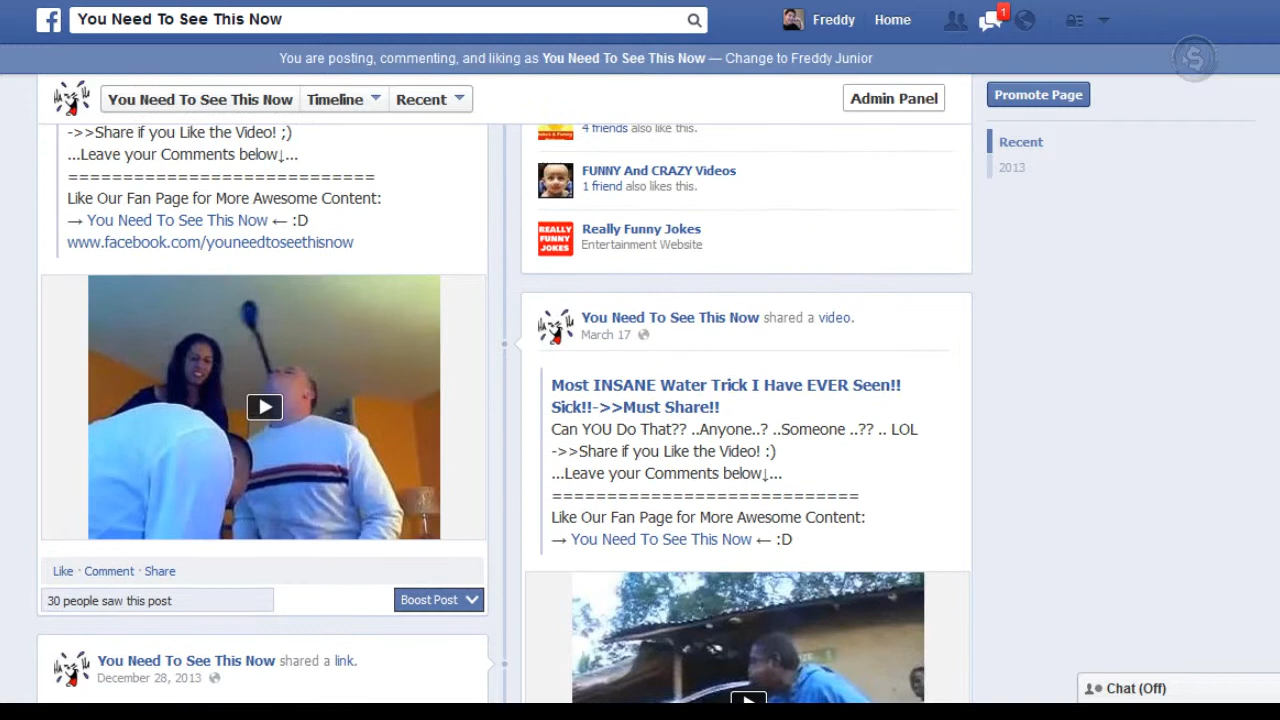 You Need To See This Now
Freddy
Home
1
You are posting, commenting, and liking as You Need To See This Now — Change to Freddy Junior
You Need To See This Now
Timeline
Recent
Admin Panel
Promote Page
Recent
2013
->>Share if you Like the Video! ;)
...Leave your Comments below↓...
============================
Like Our Fan Page for More Awesome Content:
→ You Need To See This Now ← :D
www.facebook.com/youneedtoseethisnow
Like · Comment · Share
30 people saw this post
Boost Post
You Need To See This Now shared a link.
December 28, 2013
4 friends also like this.
FUNNY And CRAZY Videos
1 friend also likes this.
REALLY
FUNNY
JOKES
Really Funny Jokes
Entertainment Website
You Need To See This Now shared a video.
March 17
Most INSANE Water Trick I Have EVER Seen!!
Sick!!->>Must Share!!
Can YOU Do That?? ..Anyone..? ..Someone ..?? .. LOL
->>Share if you Like the Video! :)
...Leave your Comments below↓...
============================
Like Our Fan Page for More Awesome Content:
→ You Need To See This Now ← :D
Chat (Off)